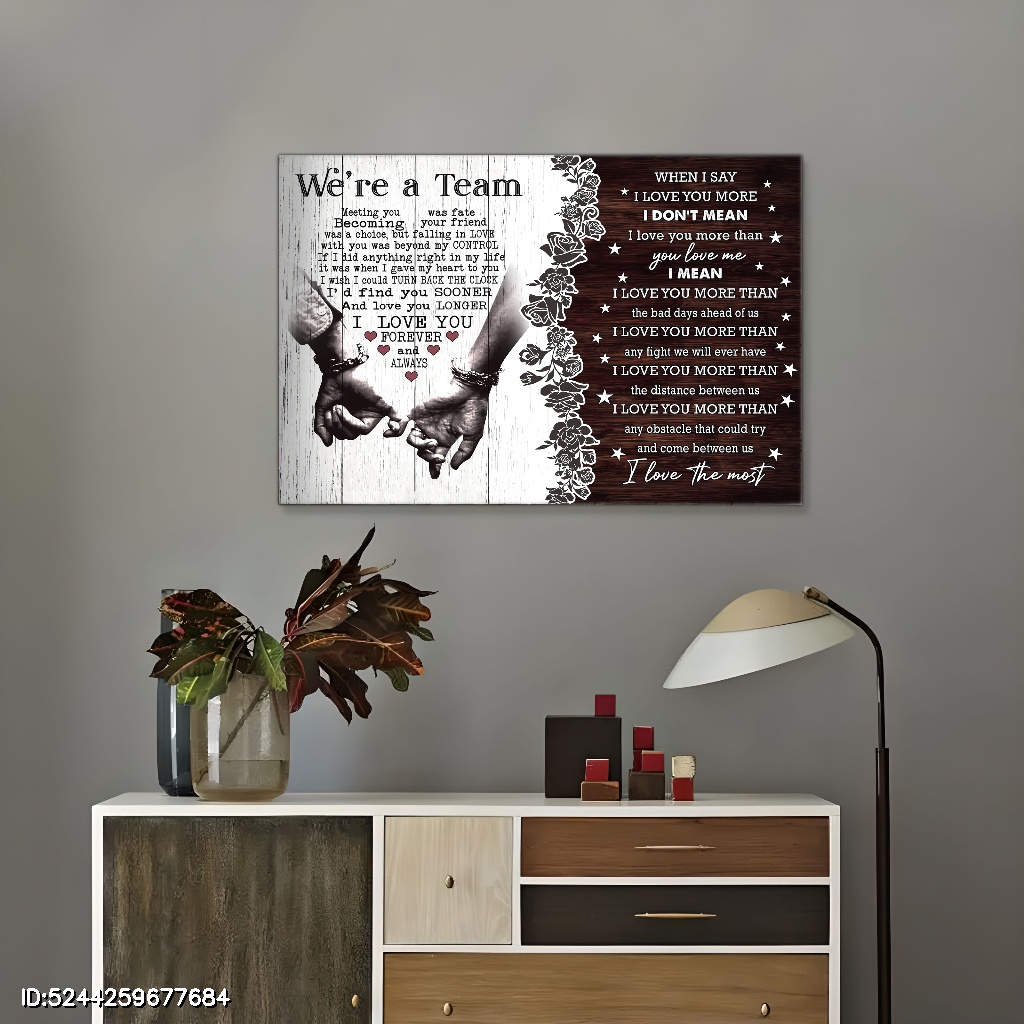 We're a Team
Meeting you was fate
Becoming your friend
was a choice, but falling in LOVE
with you was beyond my CONTROL
If I did anything right in my life
it was when I gave my heart to you
I wish I could TURN BACK THE CLOCK
I'd find you SOONER
And love you LONGER
I LOVE YOU
FOREVER
and
ALWAYS
WHEN I SAY
I LOVE YOU MORE
I DON'T MEAN
I love you more than
you love me
I MEAN
I LOVE YOU MORE THAN
the bad days ahead of us
I LOVE YOU MORE THAN
any fight we will ever have
I LOVE YOU MORE THAN
the distance between us
I LOVE YOU MORE THAN
any obstacle that could try
and come between us
I love the most
ID:5244259677684